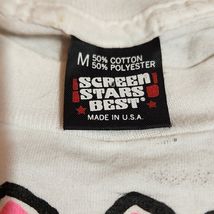 M 50% COTTON
50% POLYESTER
SCREEN
STARS
BEST.
MADE IN U.S.A.